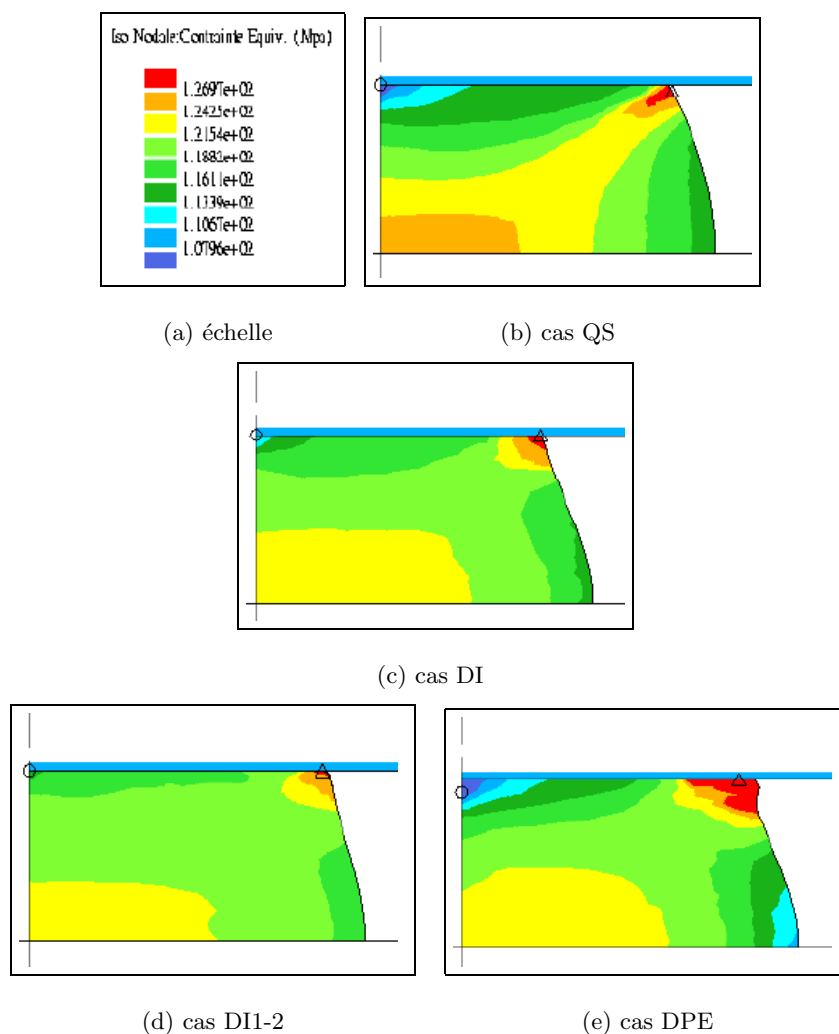 Iso Nodale:Contrainte Equiv. (Mpa)
1.2697e+02
1.2425e+02
1.2154e+02
1.1882e+02
1.1611e+02
1.1339e+02
1.1067e+02
1.0796e+02
(a) échelle
(b) cas QS
(c) cas DI
(d) cas DI1-2
(e) cas DPE